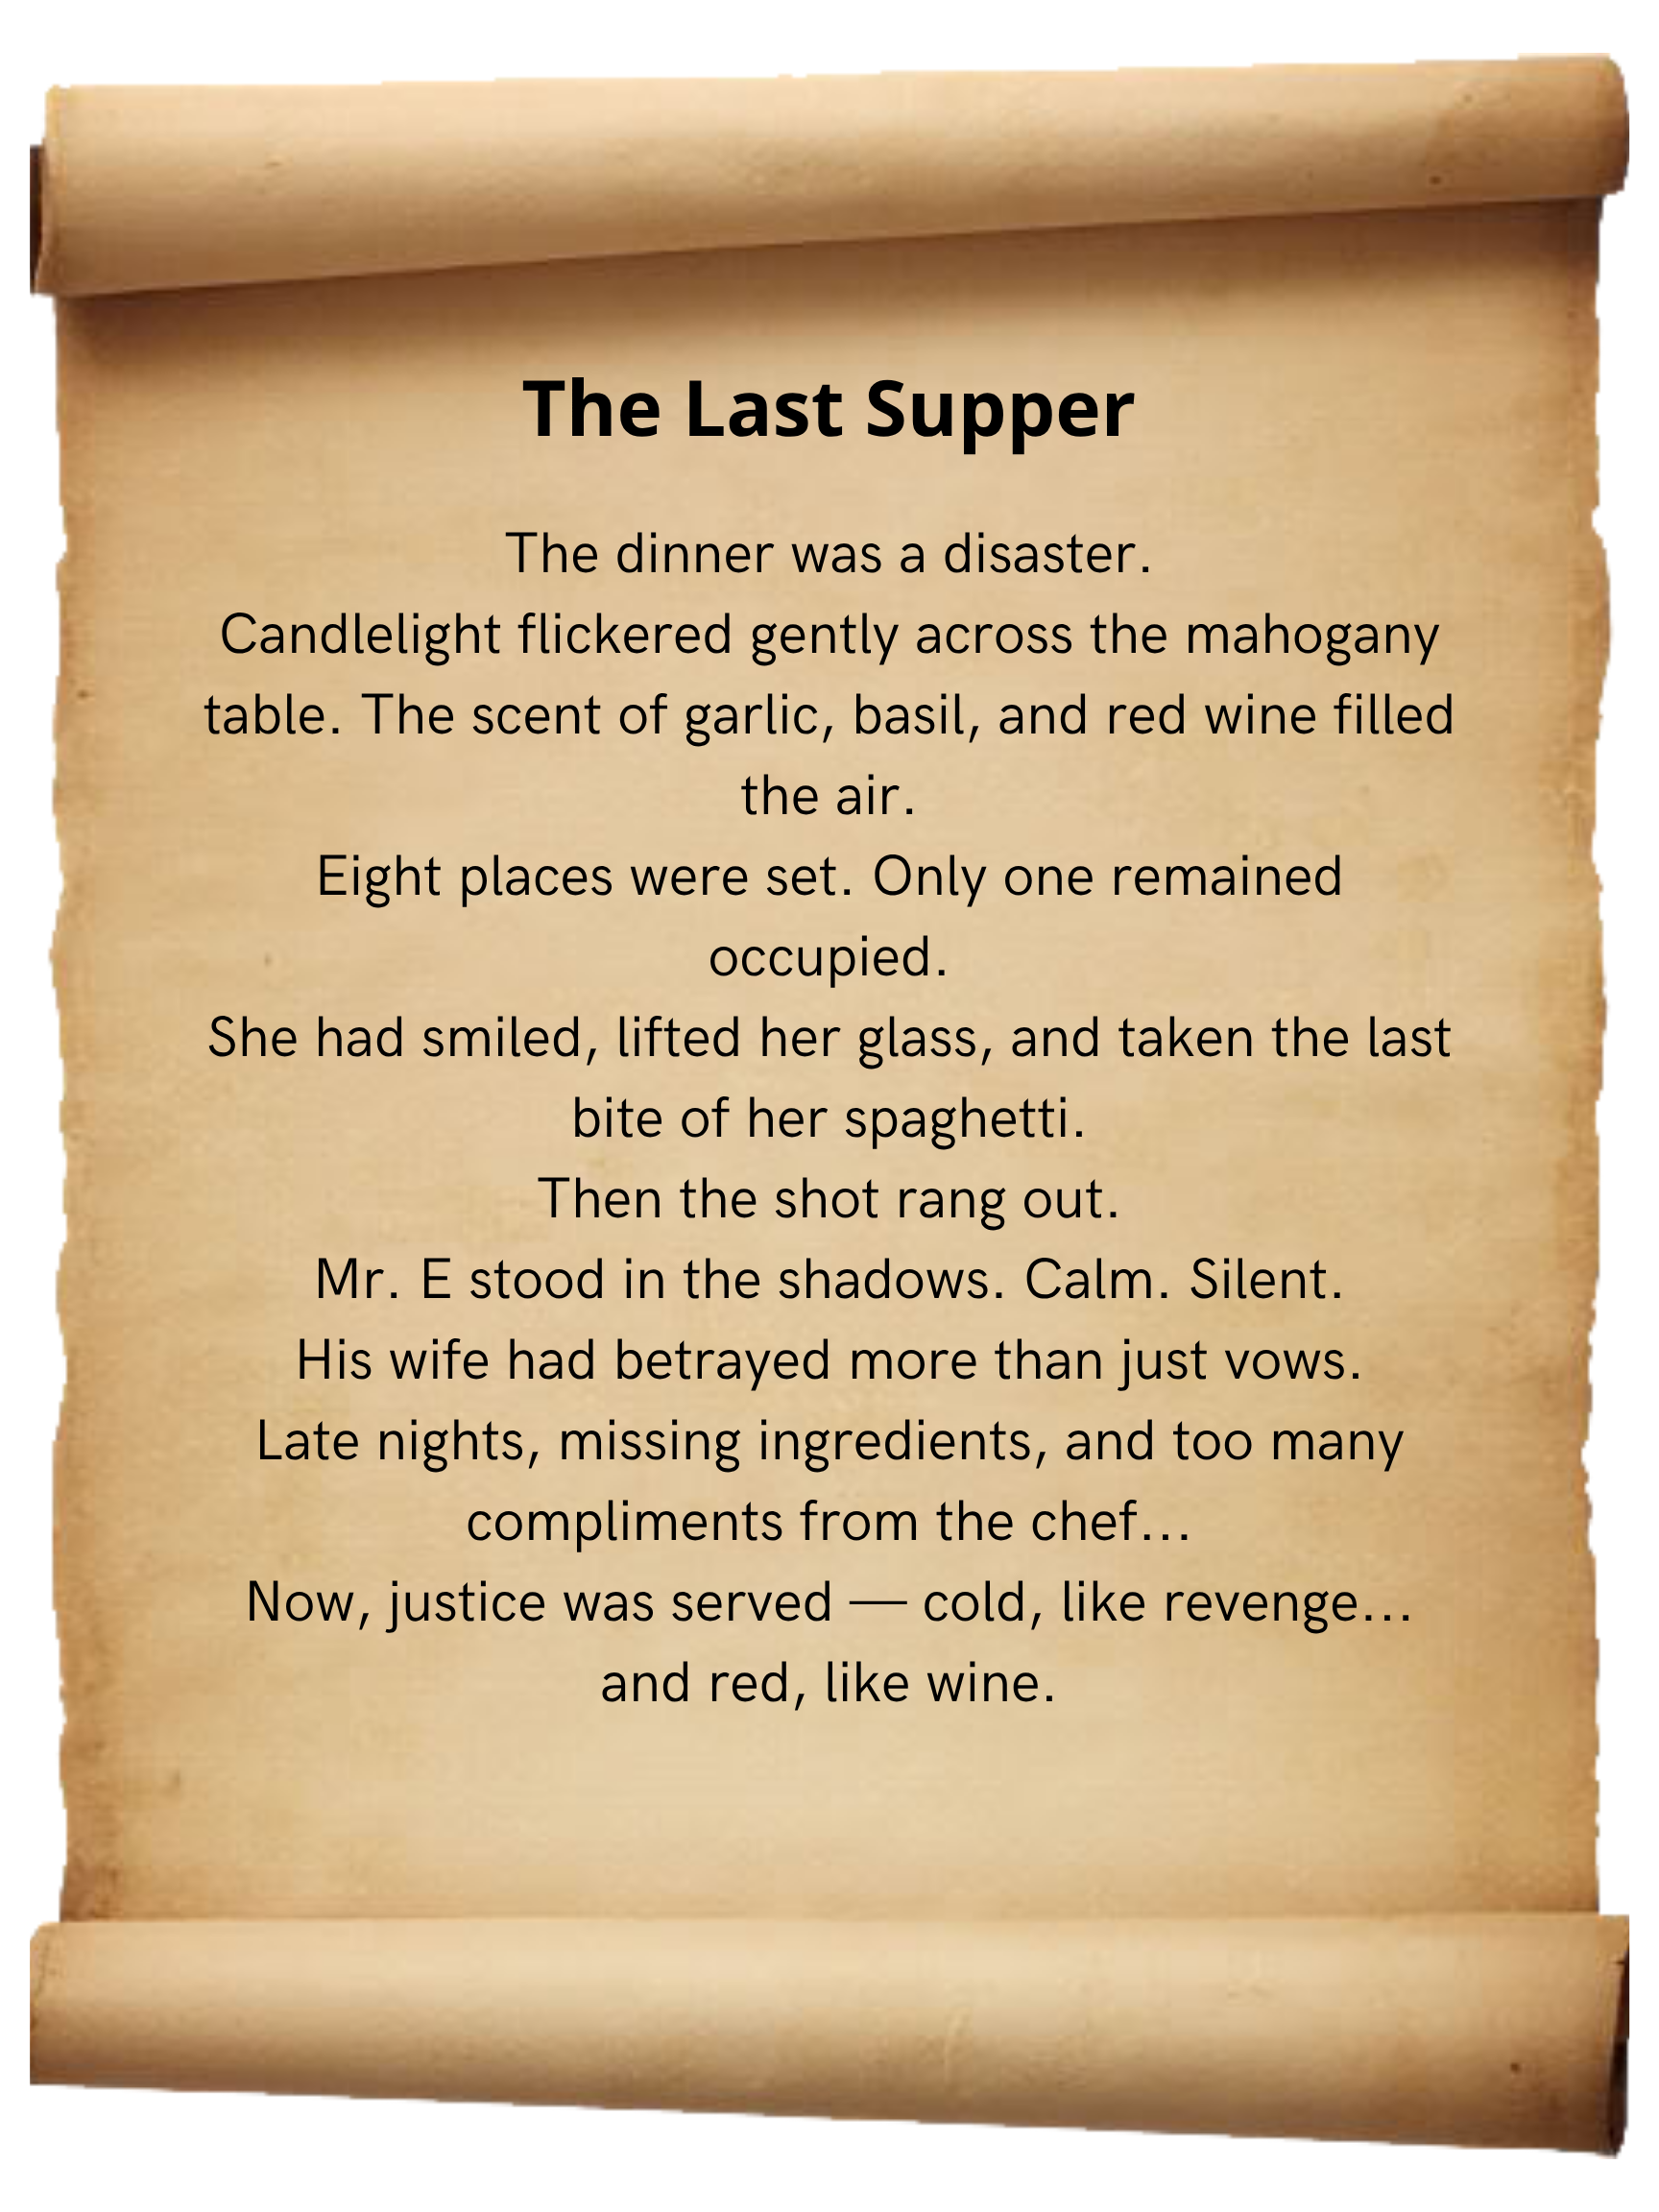 The Last Supper
The dinner was a disaster.
Candlelight flickered gently across the mahogany
table. The scent of garlic, basil, and red wine filled
the air.
Eight places were set. Only one remained
occupied.
She had smiled, lifted her glass, and taken the last
bite of her spaghetti.
Then the shot rang out.
Mr. E stood in the shadows. Calm. Silent.
His wife had betrayed more than just vows.
Late nights, missing ingredients, and too many
compliments from the chef...
Now, justice was served — cold, like revenge...
and red, like wine.